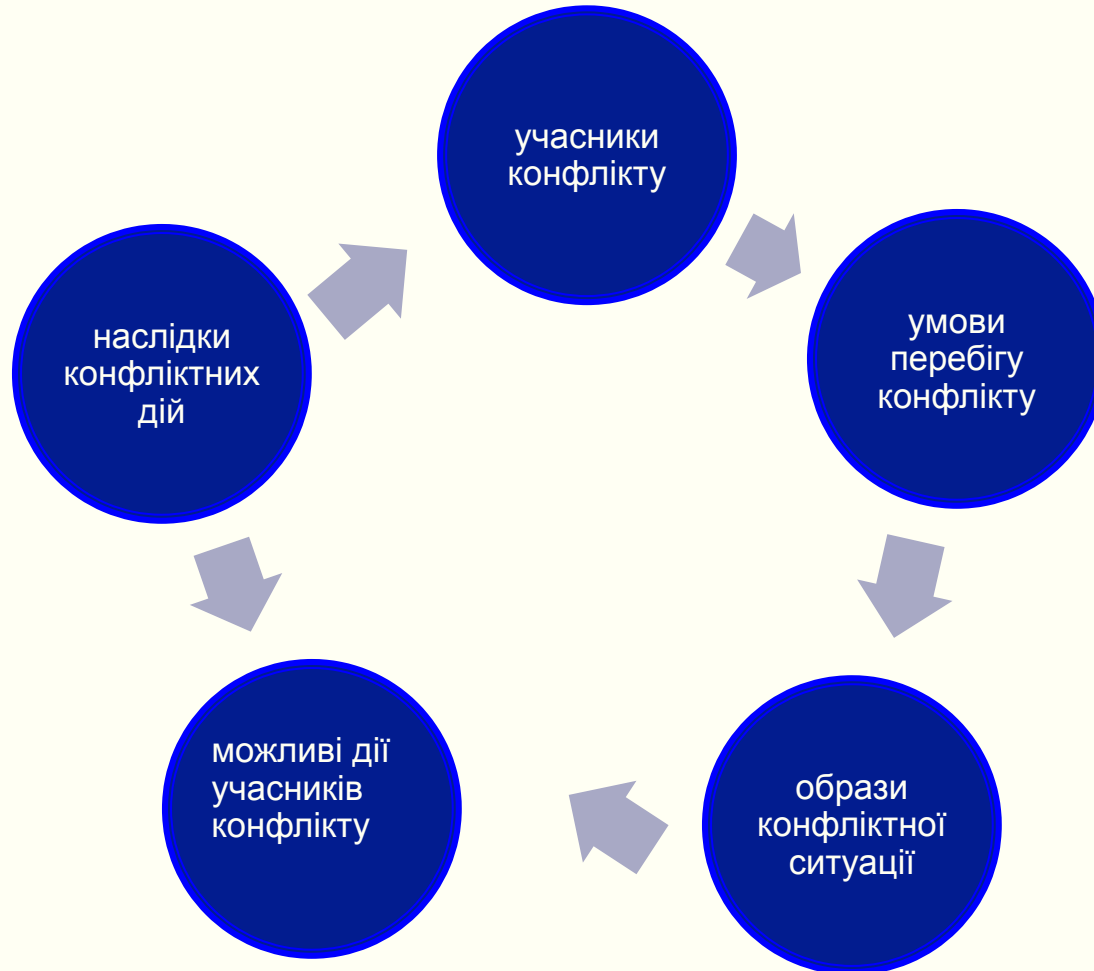 учасники
конфлікту
умови
перебігу
конфлікту
образи
конфліктної
ситуації
можливі дії
учасників
конфлікту
наслідки
конфліктних
дій